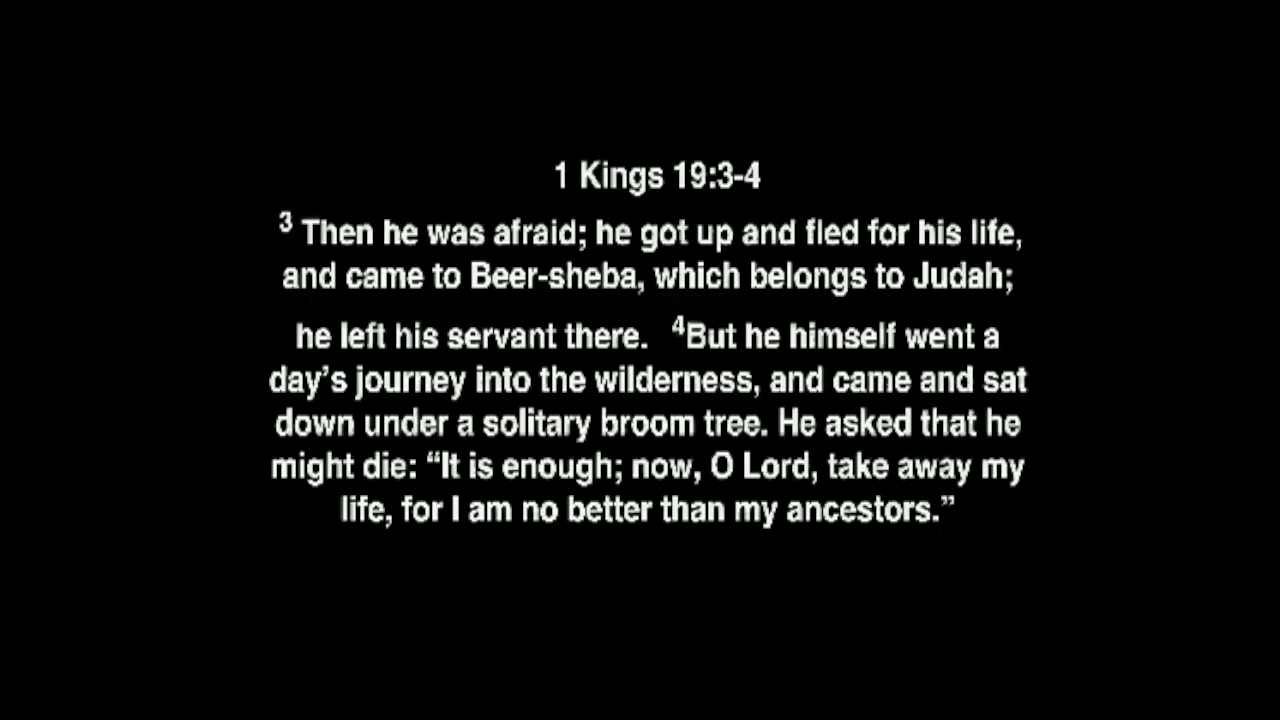 1 Kings 19:3-4
³ Then he was afraid; he got up and fled for his life,
and came to Beer-sheba, which belongs to Judah;
he left his servant there. ⁴But he himself went a
day’s journey into the wilderness, and came and sat
down under a solitary broom tree. He asked that he
might die: “It is enough; now, O Lord, take away my
life, for I am no better than my ancestors.”